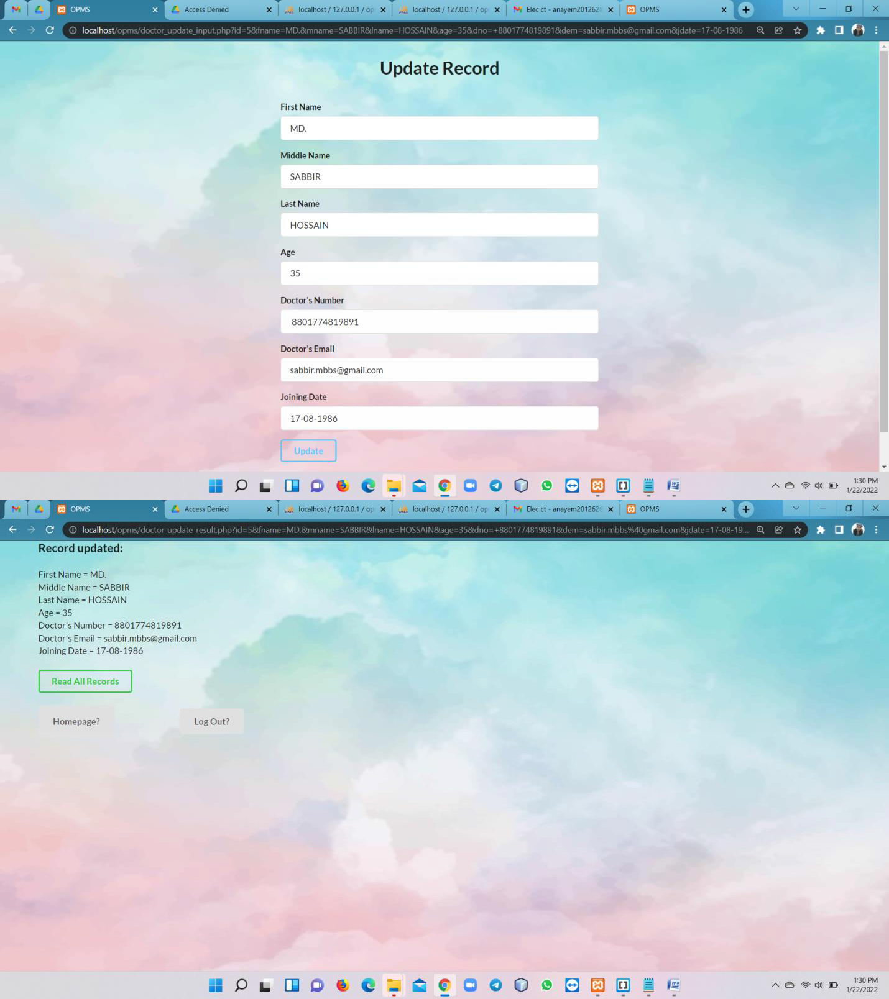 OPMS
Access Denied
localhost / 127.0.0.1 / op
localhost / 127.0.0.1 / op
Elec ct - anayem201262@
OPMS
localhost/opms/doctor_update_input.php?id=5&fname=MD.&mname=SABBIR&lname=HOSSAIN&age=35&dno=+8801774819891&dem=sabbir.mbbs@gmail.com&jdate=17-08-1986
Update Record
First Name
MD.
Middle Name
SABBIR
Last Name
HOSSAIN
Age
35
Doctor's Number
8801774819891
Doctor's Email
sabbir.mbbs@gmail.com
Joining Date
17-08-1986
Update
1:30 PM
1/22/2022
OPMS
Access Denied
localhost / 127.0.0.1 / op
localhost / 127.0.0.1 / op
Elec ct - anayem201262@
OPMS
localhost/opms/doctor_update_result.php?id=5&fname=MD.&mname=SABBIR&lname=HOSSAIN&age=35&dno=+8801774819891&dem=sabbir.mbbs%40gmail.com&jdate=17-08-19...
Record updated:
First Name = MD.
Middle Name = SABBIR
Last Name = HOSSAIN
Age = 35
Doctor's Number = 8801774819891
Doctor's Email = sabbir.mbbs@gmail.com
Joining Date = 17-08-1986
Read All Records
Homepage?
Log Out?
1:30 PM
1/22/2022